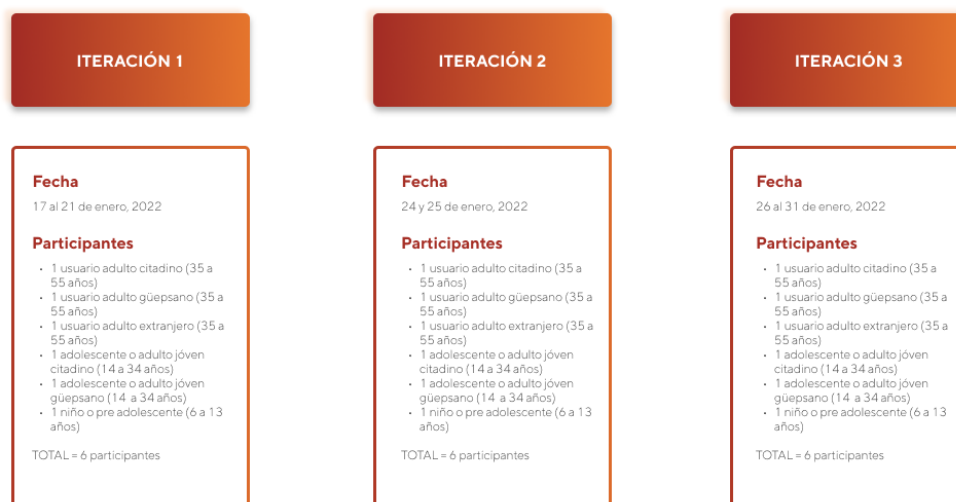 ITERACIÓN 1
Fecha
17 al 21 de enero, 2022
Participantes
• 1 usuario adulto citadino (35 a
55 años)
• 1 usuario adulto güepsano (35 a
55 años)
• 1 usuario adulto extranjero (35 a
55 años)
• 1 adolescente o adulto jóven
citadino (14 a 34 años)
• 1 adolescente o adulto jóven
güepsano (14 a 34 años)
• 1 niño o pre adolescente (6 a 13
años)
TOTAL = 6 participantes
ITERACIÓN 2
Fecha
24 y 25 de enero, 2022
Participantes
• 1 usuario adulto citadino (35 a
55 años)
• 1 usuario adulto güepsano (35 a
55 años)
• 1 usuario adulto extranjero (35 a
55 años)
• 1 adolescente o adulto jóven
citadino (14 a 34 años)
• 1 adolescente o adulto jóven
güepsano (14 a 34 años)
• 1 niño o pre adolescente (6 a 13
años)
TOTAL = 6 participantes
ITERACIÓN 3
Fecha
26 al 31 de enero, 2022
Participantes
• 1 usuario adulto citadino (35 a
55 años)
• 1 usuario adulto güepsano (35 a
55 años)
• 1 usuario adulto extranjero (35 a
55 años)
• 1 adolescente o adulto jóven
citadino (14 a 34 años)
• 1 adolescente o adulto jóven
güepsano (14 a 34 años)
• 1 niño o pre adolescente (6 a 13
años)
TOTAL = 6 participantes